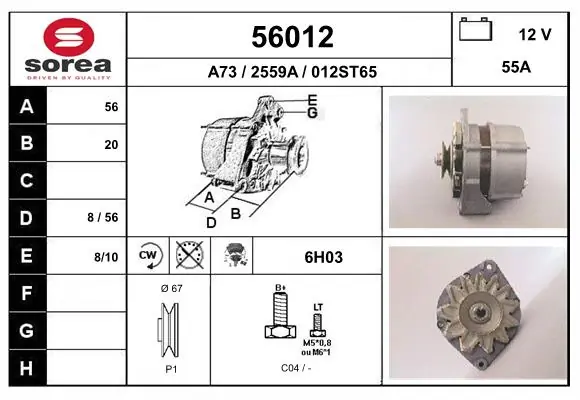 sorea
DRIVEN BY QUALITY
56012
A73 / 2559A / 012ST65
12 V
55A
A 56
B 20
C
D 8 / 56
E 8/10
F
G
H
E
G
A
B
D
CW
6H03
Ø 67
P1
B+
LT
M5*0,8
ou M6*1
C04 / -